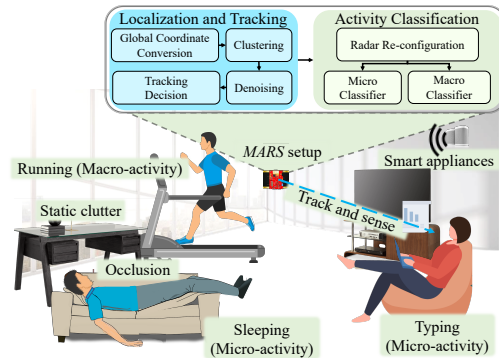 Localization and Tracking
Global Coordinate
Conversion
Clustering
Tracking
Decision
Denoising
Activity Classification
Radar Re-configuration
Micro
Classifier
Macro
Classifier
MARS setup
Smart appliances
Running (Macro-activity)
Track and sense
Static clutter
Occlusion
Sleeping
(Micro-activity)
Typing
(Micro-activity)